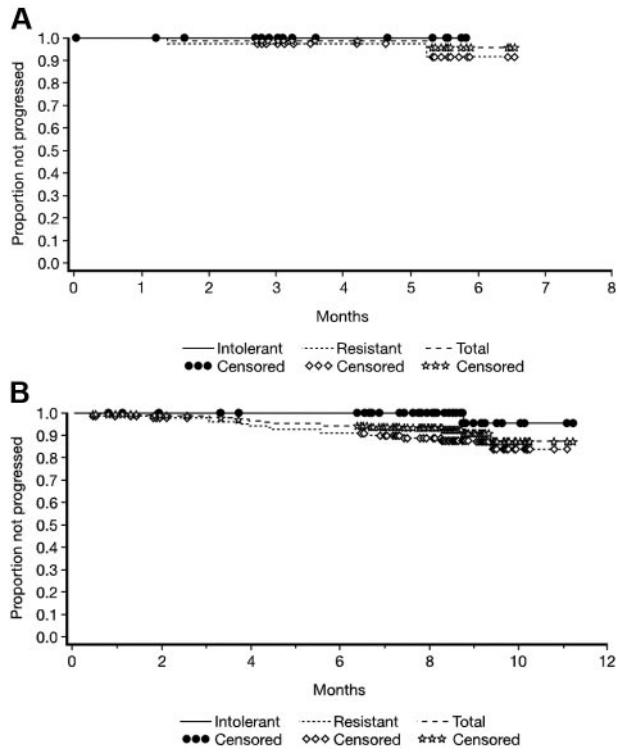 A
Proportion not progressed
1.0
0.9
0.8
0.7
0.6
0.5
0.4
0.3
0.2
0.1
0.0
0 1 2 3 4 5 6 7 8
Months
Intolerant Resistant Total
Censored Censored Censored
B
Proportion not progressed
1.0
0.9
0.8
0.7
0.6
0.5
0.4
0.3
0.2
0.1
0.0
0 2 4 6 8 10 12
Months
Intolerant Resistant Total
Censored Censored Censored